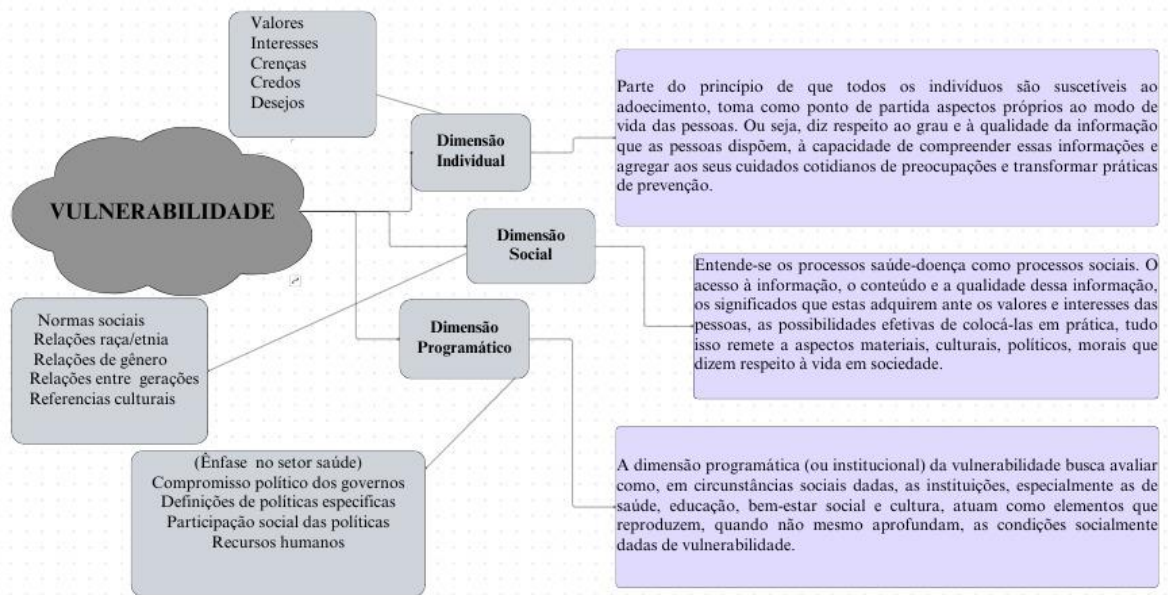 Valores
Interesses
Crenças
Credos
Desejos
VULNERABILIDADE
Dimensão
Individual
Parte do princípio de que todos os indivíduos são suscetíveis ao
adoecimento, toma como ponto de partida aspectos próprios ao modo de
vida das pessoas. Ou seja, diz respeito ao grau e à qualidade da informação
que as pessoas dispõem, à capacidade de compreender essas informações e
agregar aos seus cuidados cotidianos de preocupações e transformar práticas
de prevenção.
Dimensão
Social
Entende-se os processos saúde-doença como processos sociais. O
acesso à informação, o conteúdo e a qualidade dessa informação,
os significados que estas adquirem ante os valores e interesses das
pessoas, as possibilidades efetivas de colocá-las em prática, tudo
isso remete a aspectos materiais, culturais, políticos, morais que
dizem respeito à vida em sociedade.
Normas sociais
Relações raça/etnia
Relações de gênero
Relações entre gerações
Referencias culturais
Dimensão
Programático
(Ênfase no setor saúde)
Compromisso político dos governos
Definições de políticas especificas
Participação social das políticas
Recursos humanos
A dimensão programática (ou institucional) da vulnerabilidade busca avaliar
como, em circunstâncias sociais dadas, as instituições, especialmente as de
saúde, educação, bem-estar social e cultura, atuam como elementos que
reproduzem, quando não mesmo aprofundam, as condições socialmente
dadas de vulnerabilidade.